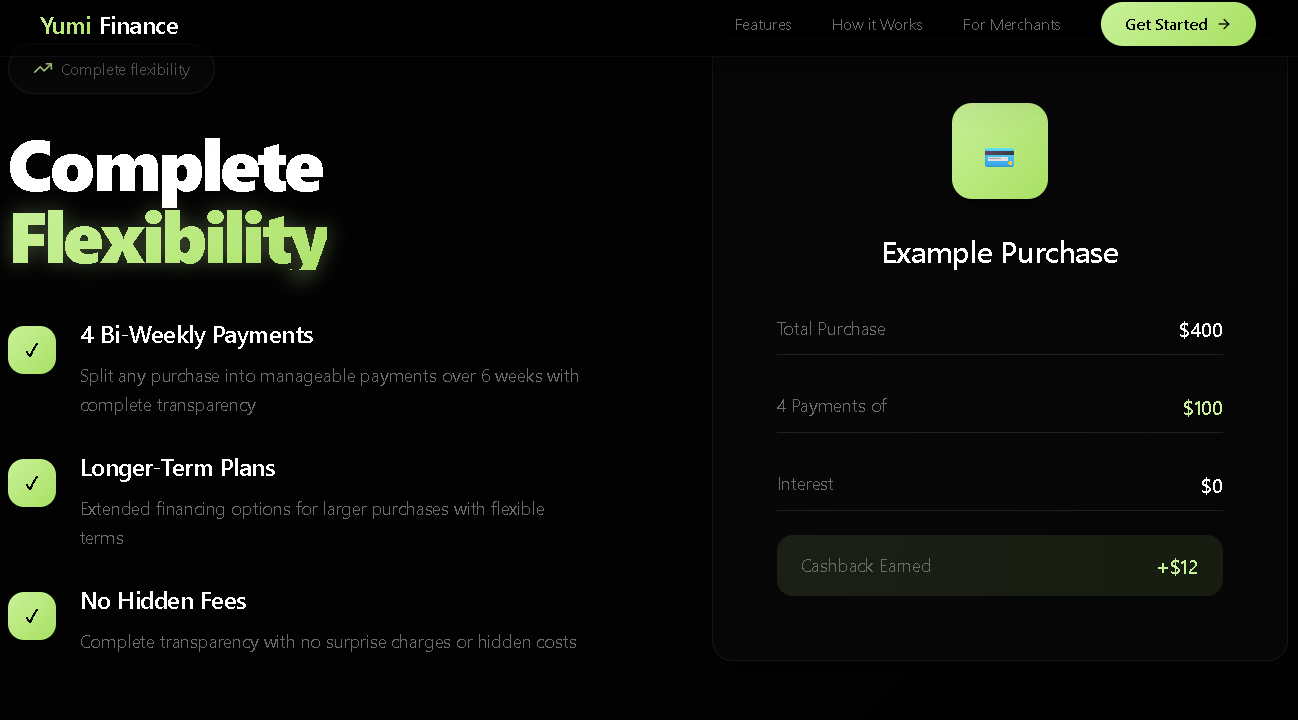 Yumi Finance
Features
How it Works
For Merchants
Get Started →
Complete flexibility
Complete
Flexibility
✓
4 Bi-Weekly Payments
Split any purchase into manageable payments over 6 weeks with
complete transparency
✓
Longer-Term Plans
Extended financing options for larger purchases with flexible
terms
✓
No Hidden Fees
Complete transparency with no surprise charges or hidden costs
Example Purchase
Total Purchase $400
4 Payments of $100
Interest $0
Cashback Earned +$12